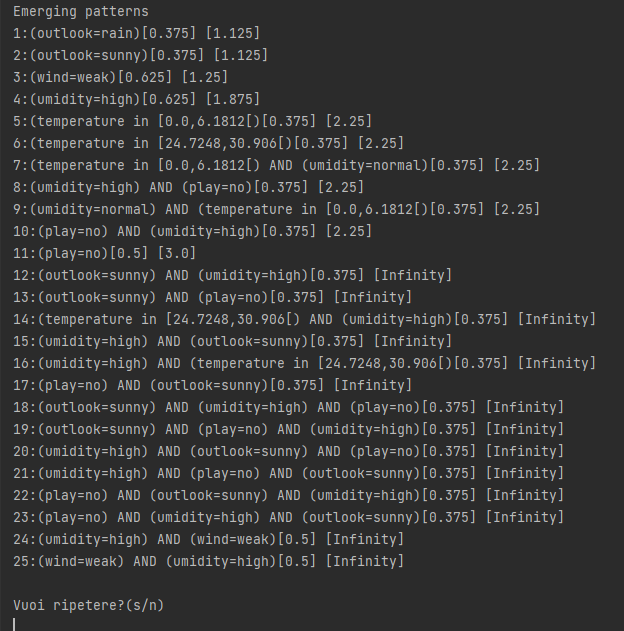 Emerging patterns
1:(outlook=rain)[0.375] [1.125]
2:(outlook=sunny)[0.375] [1.125]
3:(wind=weak)[0.625] [1.25]
4:(umidity=high)[0.625] [1.875]
5:(temperature in [0.0,6.1812[)[0.375] [2.25]
6:(temperature in [24.7248,30.906[)[0.375] [2.25]
7:(temperature in [0.0,6.1812[) AND (umidity=normal)[0.375] [2.25]
8:(umidity=high) AND (play=no)[0.375] [2.25]
9:(umidity=normal) AND (temperature in [0.0,6.1812[)[0.375] [2.25]
10:(play=no) AND (umidity=high)[0.375] [2.25]
11:(play=no)[0.5] [3.0]
12:(outlook=sunny) AND (umidity=high)[0.375] [Infinity]
13:(outlook=sunny) AND (play=no)[0.375] [Infinity]
14:(temperature in [24.7248,30.906[) AND (umidity=high)[0.375] [Infinity]
15:(umidity=high) AND (outlook=sunny)[0.375] [Infinity]
16:(umidity=high) AND (temperature in [24.7248,30.906[)[0.375] [Infinity]
17:(play=no) AND (outlook=sunny)[0.375] [Infinity]
18:(outlook=sunny) AND (umidity=high) AND (play=no)[0.375] [Infinity]
19:(outlook=sunny) AND (play=no) AND (umidity=high)[0.375] [Infinity]
20:(umidity=high) AND (outlook=sunny) AND (play=no)[0.375] [Infinity]
21:(umidity=high) AND (play=no) AND (outlook=sunny)[0.375] [Infinity]
22:(play=no) AND (outlook=sunny) AND (umidity=high)[0.375] [Infinity]
23:(play=no) AND (umidity=high) AND (outlook=sunny)[0.375] [Infinity]
24:(umidity=high) AND (wind=weak)[0.5] [Infinity]
25:(wind=weak) AND (umidity=high)[0.5] [Infinity]
Vuoi ripetere?(s/n)